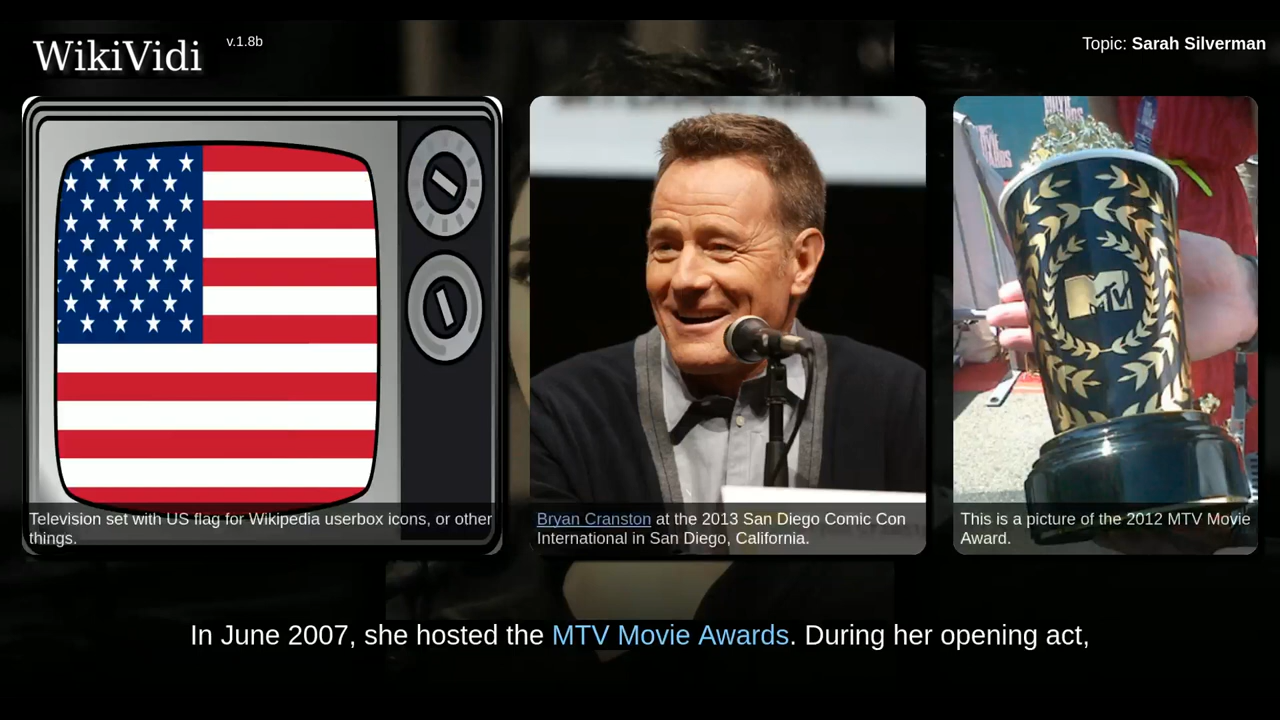 WikiVidi
v.1.8b
Topic: Sarah Silverman
MTV
Television set with US flag for Wikipedia userbox icons, or other
things.
Bryan Cranston at the 2013 San Diego Comic Con
International in San Diego, California.
This is a picture of the 2012 MTV Movie
Award.
In June 2007, she hosted the MTV Movie Awards. During her opening act,